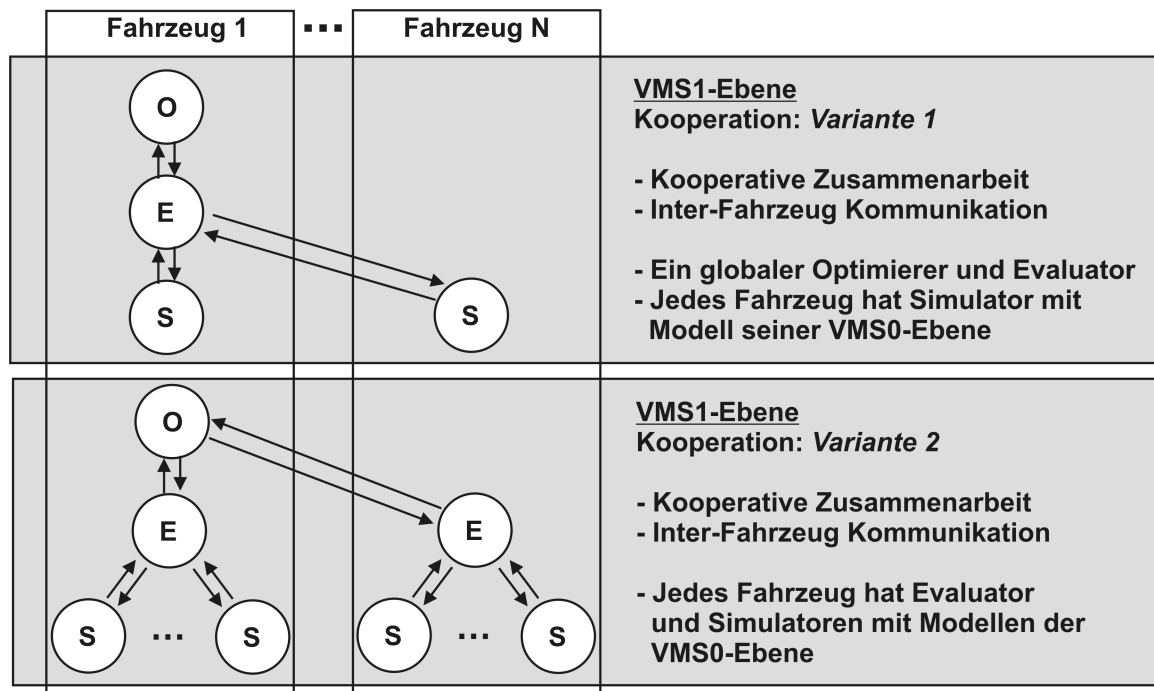 Fahrzeug 1 ... Fahrzeug N
O
E
S
S
VMS1-Ebene
Kooperation: Variante 1
- Kooperative Zusammenarbeit
- Inter-Fahrzeug Kommunikation
- Ein globaler Optimierer und Evaluator
- Jedes Fahrzeug hat Simulator mit
Modell seiner VMS0-Ebene
O
E E
S ... S S ... S
VMS1-Ebene
Kooperation: Variante 2
- Kooperative Zusammenarbeit
- Inter-Fahrzeug Kommunikation
- Jedes Fahrzeug hat Evaluator
und Simulatoren mit Modellen der
VMS0-Ebene